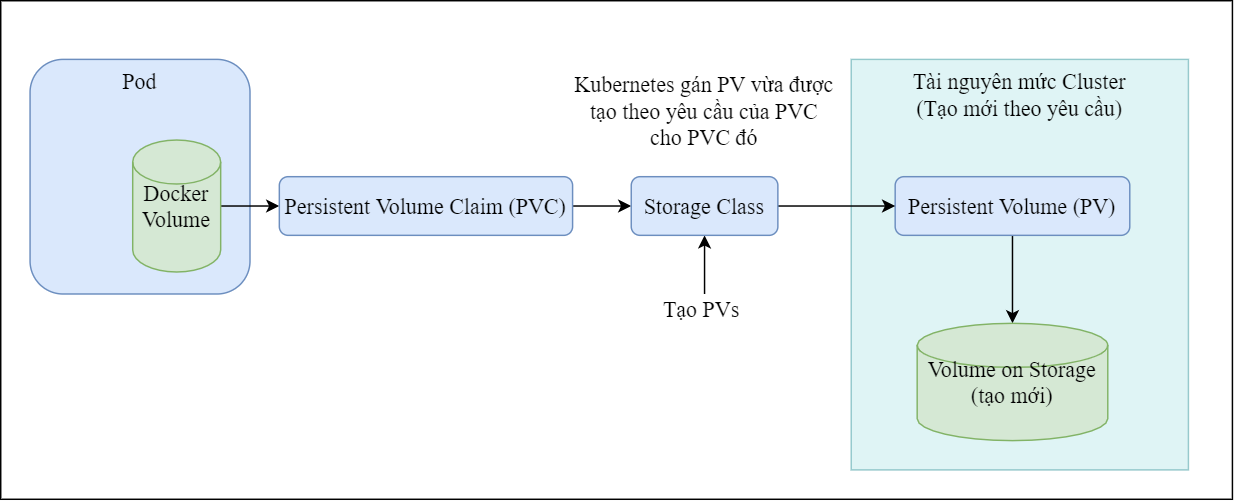 Pod
Docker
Volume
Persistent Volume Claim (PVC)
Kubernetes gán PV vừa được
tạo theo yêu cầu của PVC
cho PVC đó
Storage Class
Tạo PVs
Tài nguyên mức Cluster
(Tạo mới theo yêu cầu)
Persistent Volume (PV)
Volume on Storage
(tạo mới)